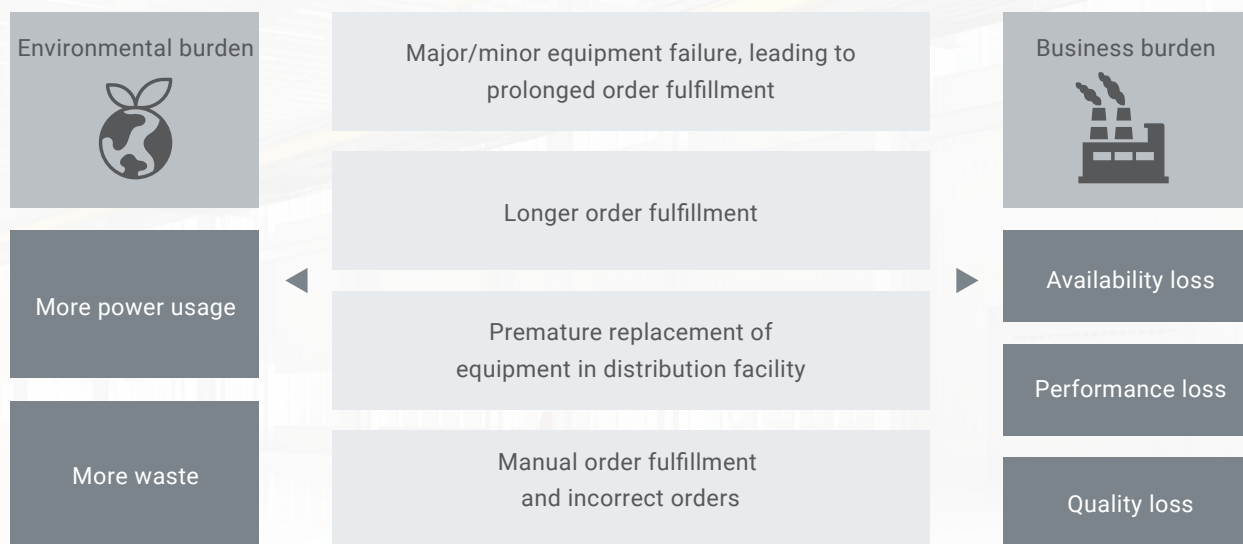 Environmental burden
More power usage
More waste
Major/minor equipment failure, leading to
prolonged order fulfillment
Longer order fulfillment
Premature replacement of
equipment in distribution facility
Manual order fulfillment
and incorrect orders
Business burden
Availability loss
Performance loss
Quality loss